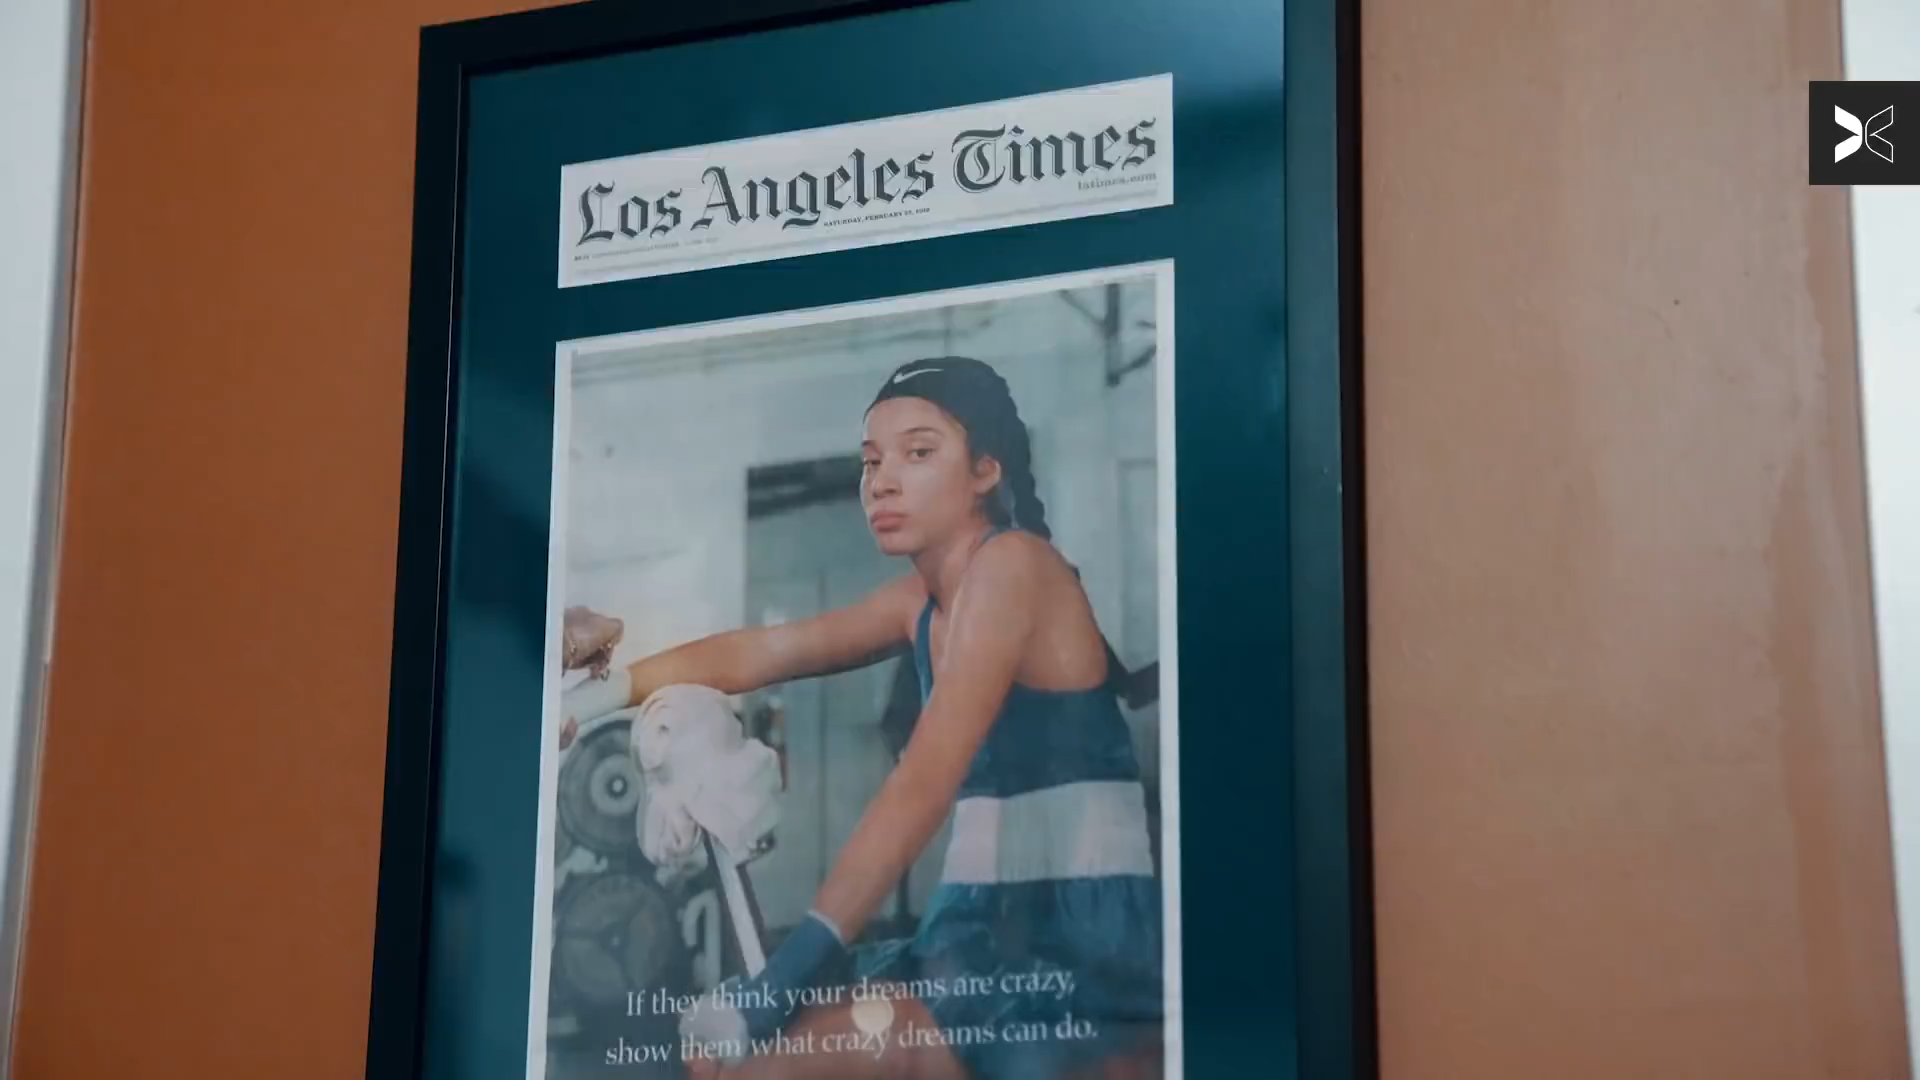 Los Angeles Times
latimes.com
If they think your dreams are crazy,
show them what crazy dreams can do.